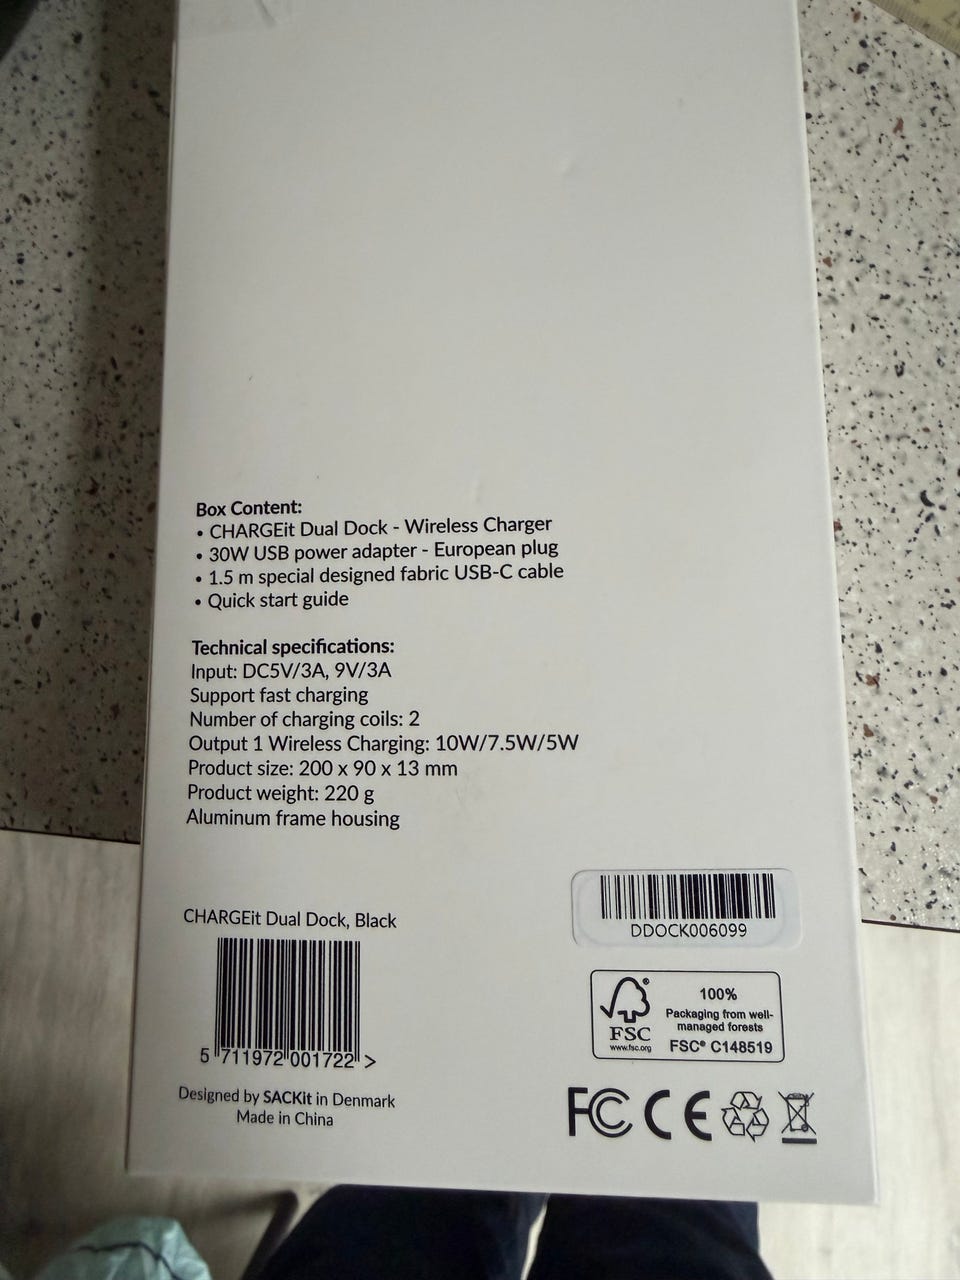 Box Content:
• CHARGEit Dual Dock - Wireless Charger
• 30W USB power adapter - European plug
• 1.5 m special designed fabric USB-C cable
• Quick start guide
Technical specifications:
Input: DC5V/3A, 9V/3A
Support fast charging
Number of charging coils: 2
Output 1 Wireless Charging: 10W/7.5W/5W
Product size: 200 x 90 x 13 mm
Product weight: 220 g
Aluminum frame housing
CHARGEit Dual Dock, Black
5 711972 001722 >
Designed by SACKit in Denmark
Made in China
DDOCK006099
FSC
www.fsc.org
100%
Packaging from well-
managed forests
FSC® C148519
FC CE